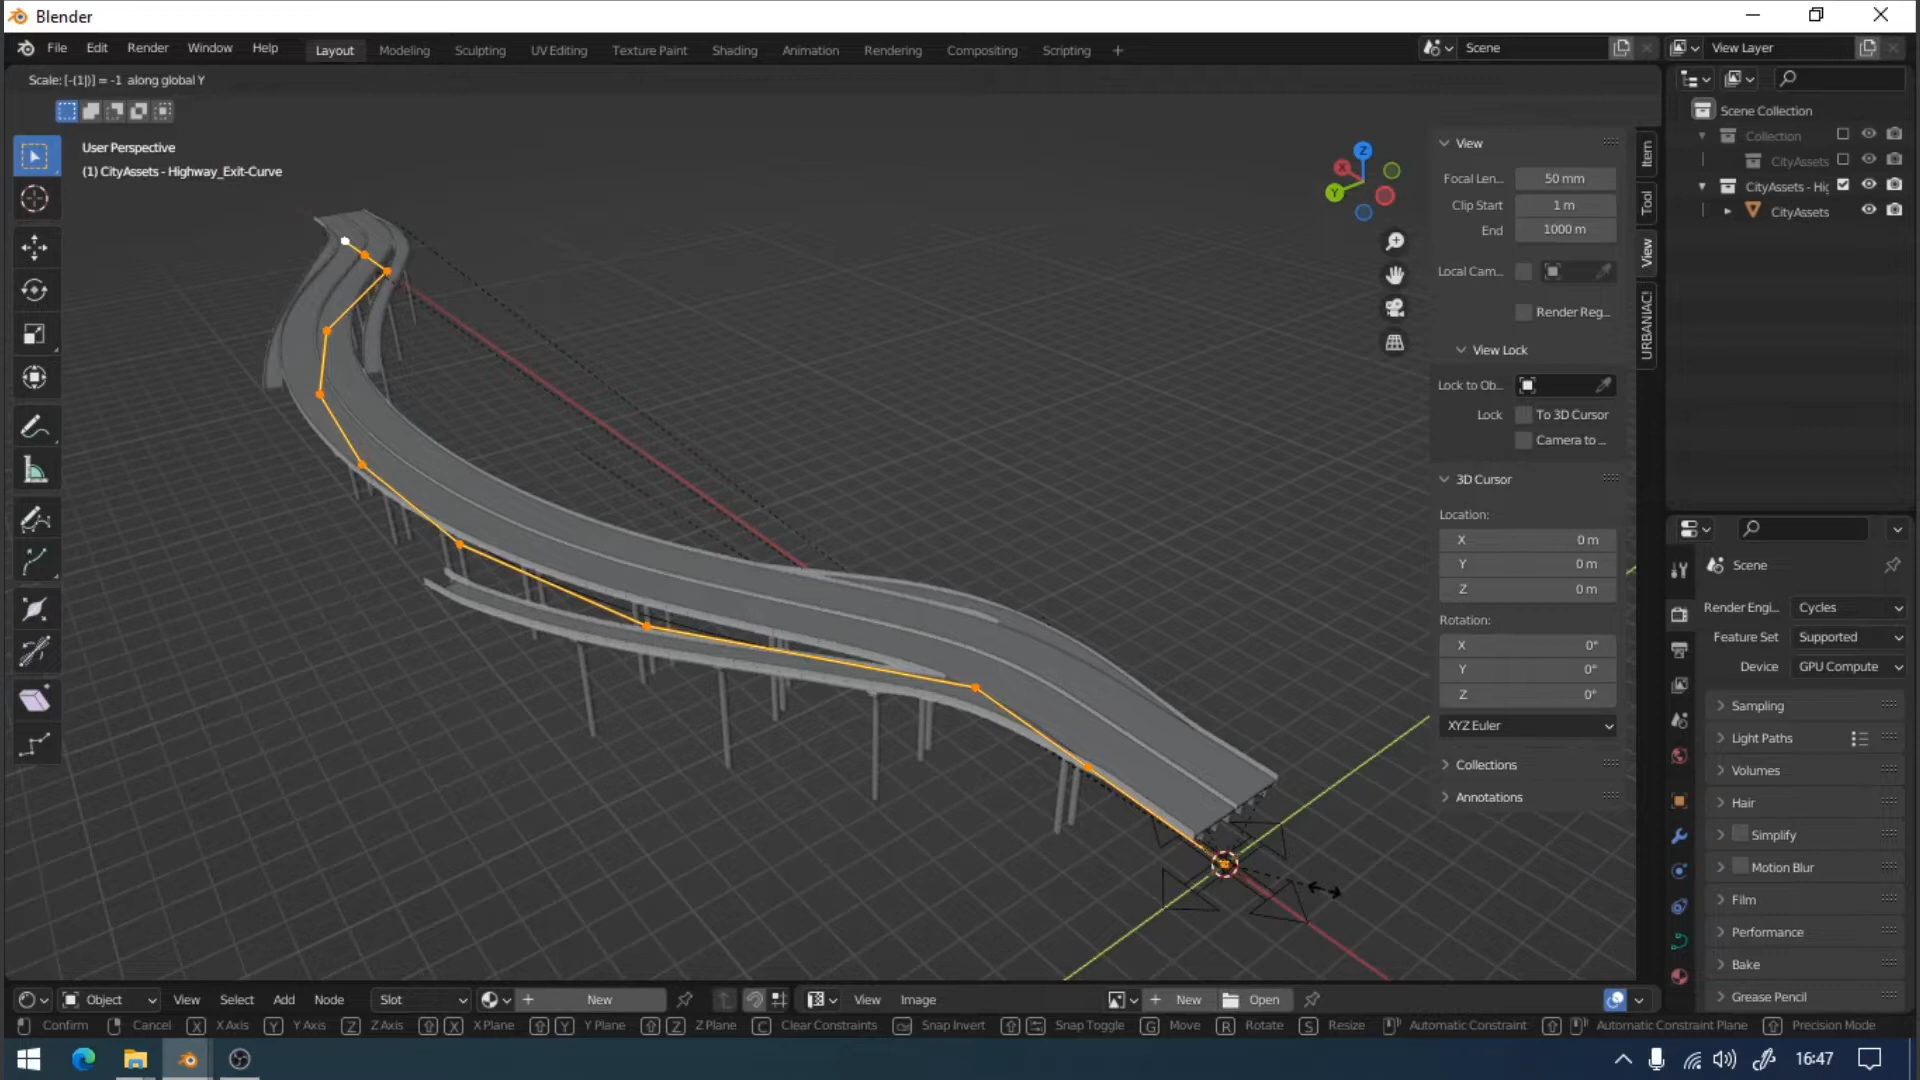 Blender
File Edit Render Window Help Layout Modeling Sculpting UV Editing Texture Paint Shading Animation Rendering Compositing Scripting + Scene View Layer
Scale: [-(1|)] = -1 along global Y
User Perspective
(1) CityAssets - Highway_Exit-Curve
Z
X
Y
View
Focal Len... 50 mm
Clip Start 1 m
End 1000 m
Local Cam...
Render Reg...
View Lock
Lock to Ob...
Lock To 3D Cursor
Camera to ...
3D Cursor
Location:
X 0 m
Y 0 m
Z 0 m
Rotation:
X 0°
Y 0°
Z 0°
XYZ Euler
Collections
Annotations
Item
Tool
View
URBANIAC!
Scene Collection
Collection
CityAssets
CityAssets - Hig
CityAssets
Scene
Render Engi... Cycles
Feature Set Supported
Device GPU Compute
Sampling
Light Paths
Volumes
Hair
Simplify
Motion Blur
Film
Performance
Bake
Grease Pencil
Object View Select Add Node Slot New View Image New Open
Confirm Cancel X X Axis Y Y Axis Z Z Axis X X Plane Y Y Plane Z Z Plane C Clear Constraints Snap Invert Snap Toggle G Move R Rotate S Resize Automatic Constraint Automatic Constraint Plane Precision Mode
16:47